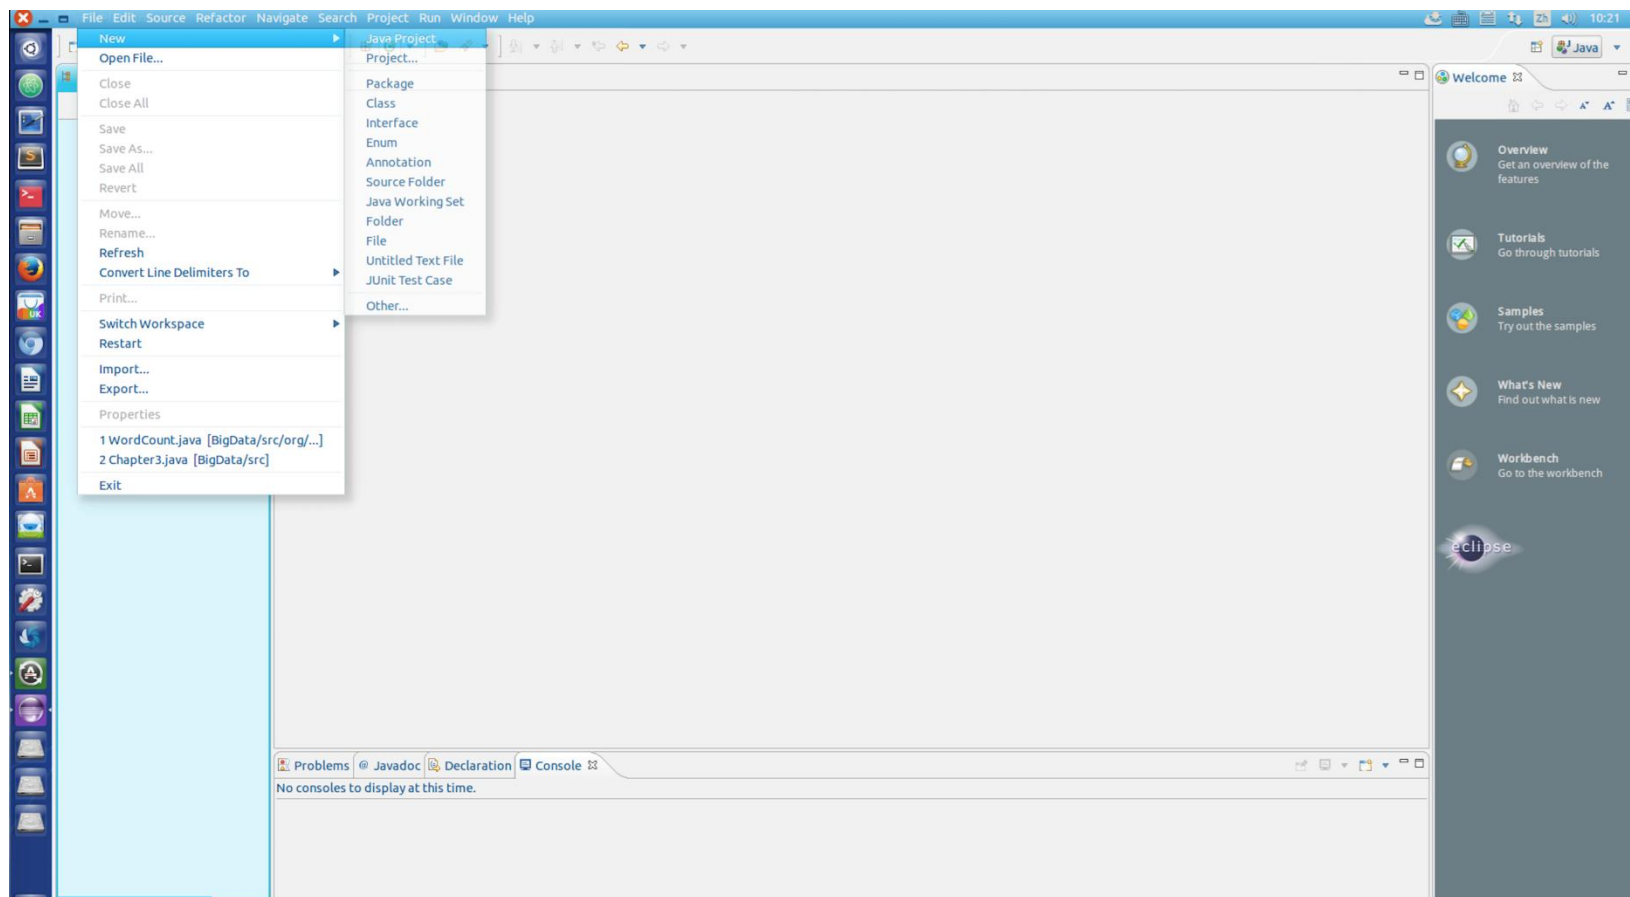 File Edit Source Refactor Navigate Search Project Run Window Help
Zh
10:21
New
Open File...
Close
Close All
Save
Save As...
Save All
Revert
Move...
Rename...
Refresh
Convert Line Delimiters To
Print...
Switch Workspace
Restart
Import...
Export...
Properties
1 WordCount.java [BigData/src/org/...]
2 Chapter3.java [BigData/src]
Exit
Java Project
Project...
Package
Class
Interface
Enum
Annotation
Source Folder
Java Working Set
Folder
File
Untitled Text File
JUnit Test Case
Other...
Java
Welcome
Overview
Get an overview of the
features
Tutorials
Go through tutorials
Samples
Try out the samples
What's New
Find out what is new
Workbench
Go to the workbench
eclipse
Problems @ Javadoc Declaration Console
No consoles to display at this time.
UK